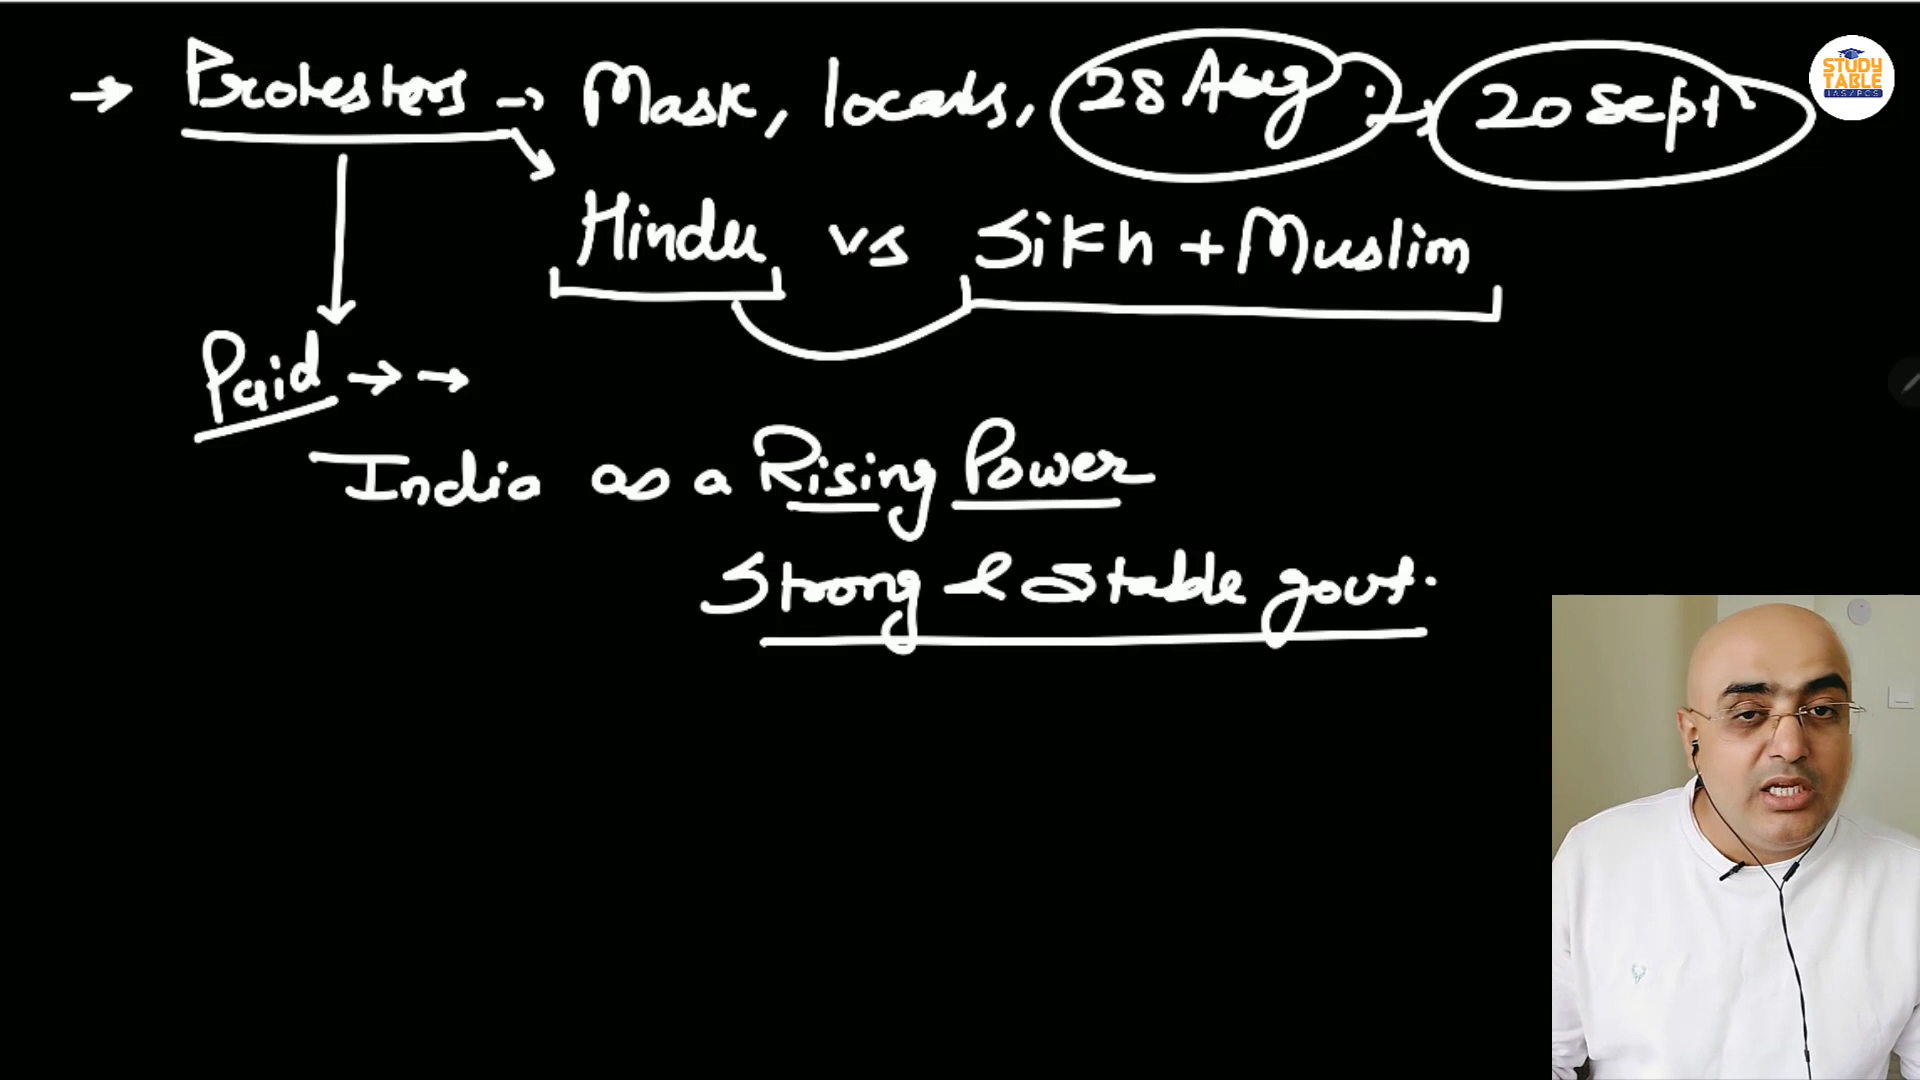 → Protesters → Mask, locals, 28 Aug → 20 Sept
Hindu vs Sikh + Muslim
Paid → →
India as a Rising Power
Strong & Stable govt.
STUDY
TABLE
IAS/PCS